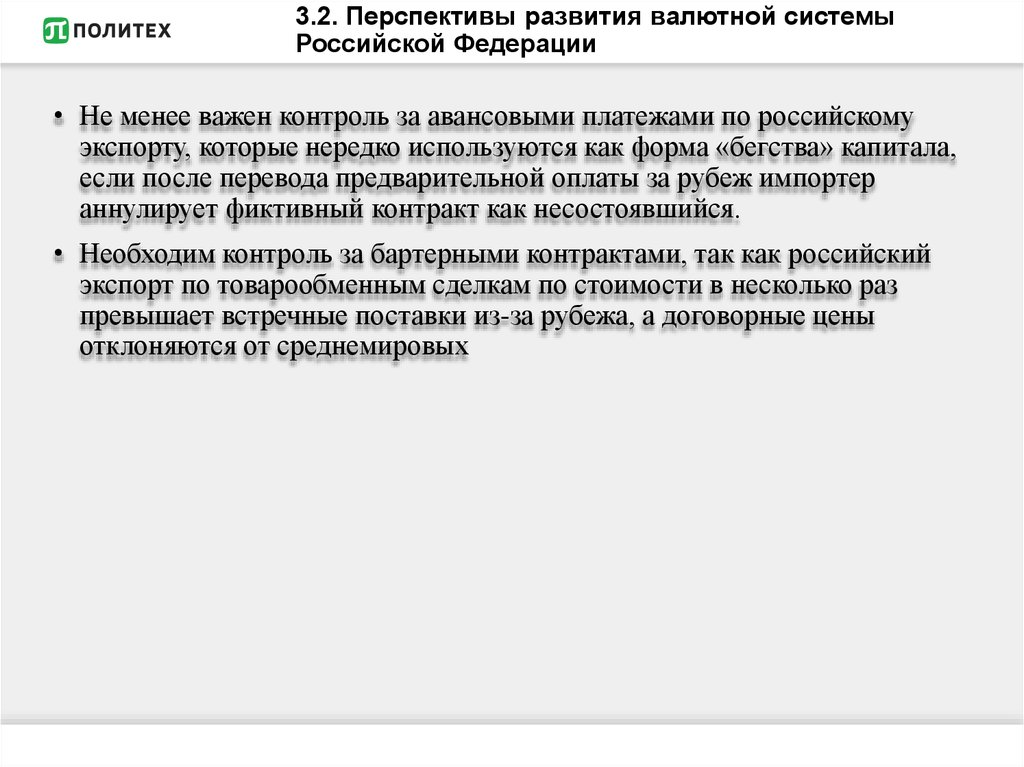 ПОЛИТЕХ
3.2. Перспективы развития валютной системы
Российской Федерации
• Не менее важен контроль за авансовыми платежами по российскому
экспорту, которые нередко используются как форма «бегства» капитала,
если после перевода предварительной оплаты за рубеж импортер
аннулирует фиктивный контракт как несостоявшийся.
• Необходим контроль за бартерными контрактами, так как российский
экспорт по товарообменным сделкам по стоимости в несколько раз
превышает встречные поставки из-за рубежа, а договорные цены
отклоняются от среднемировых